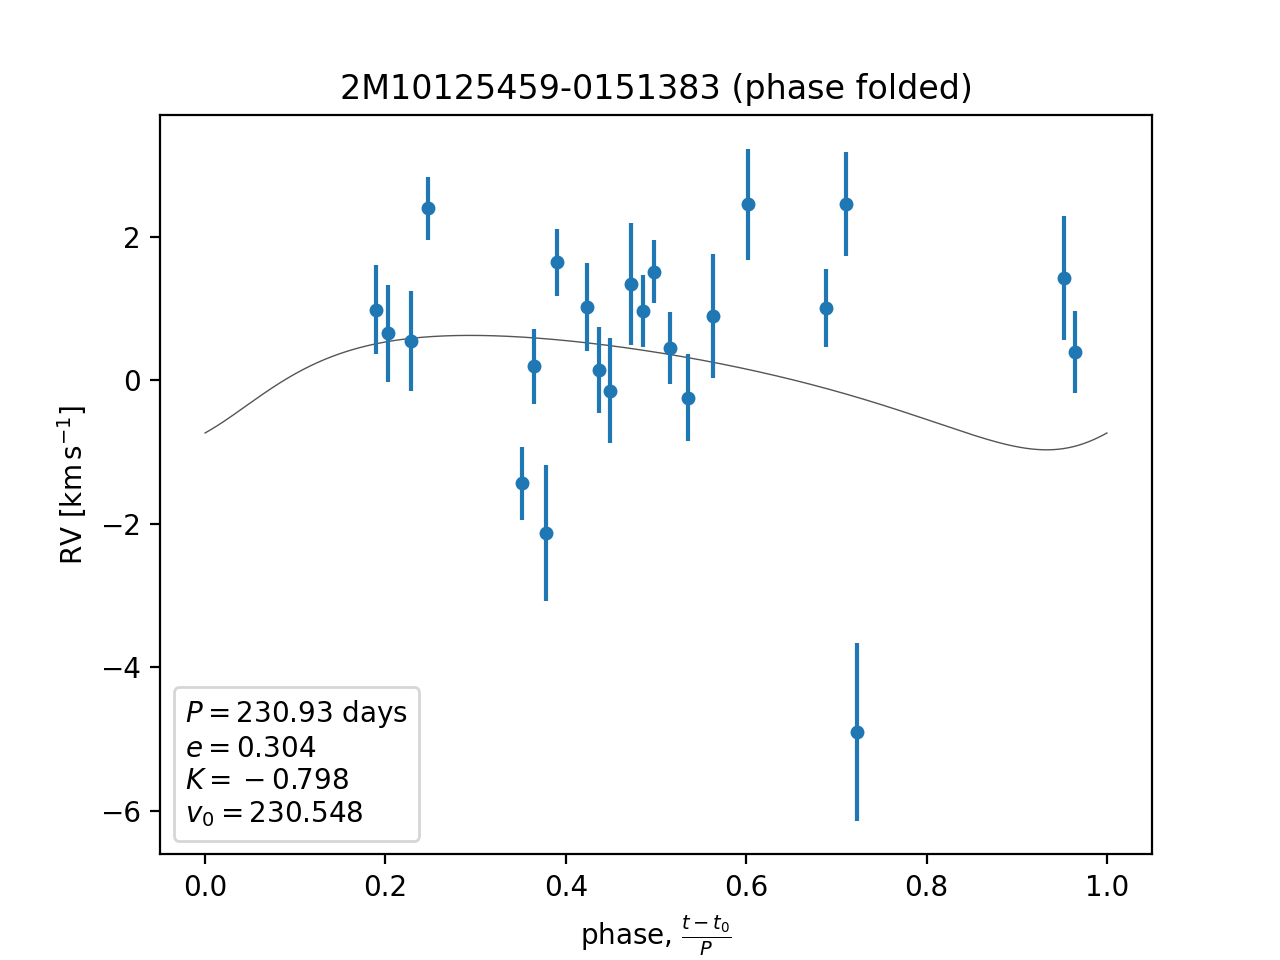 2M10125459-0151383 (phase folded)
RV [km s⁻¹]
2
0
−2
−4
−6
P = 230.93 days
e = 0.304
K = −0.798
v₀ = 230.548
0.0 0.2 0.4 0.6 0.8 1.0
phase, (t − t₀)/P